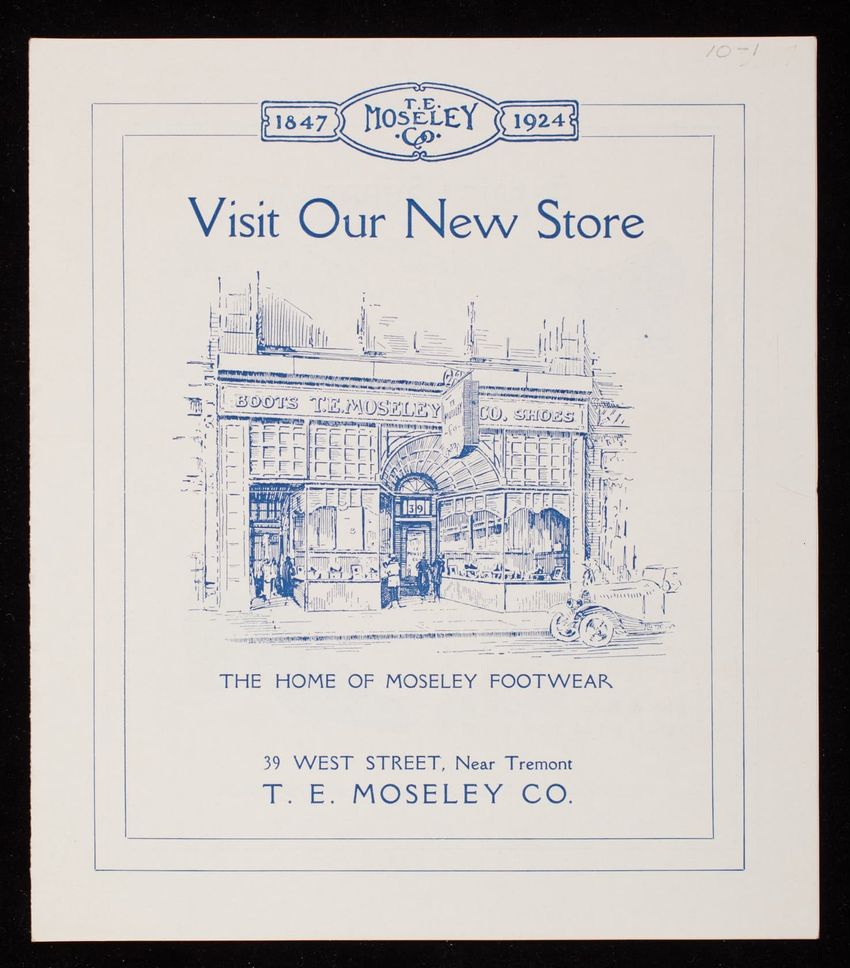 10-1
1847
T.E.
MOSELEY
Co.
1924
Visit Our New Store
BOOTS T.E. MOSELEY CO. SHOES
39
THE HOME OF MOSELEY FOOTWEAR
39 WEST STREET, Near Tremont
T. E. MOSELEY CO.